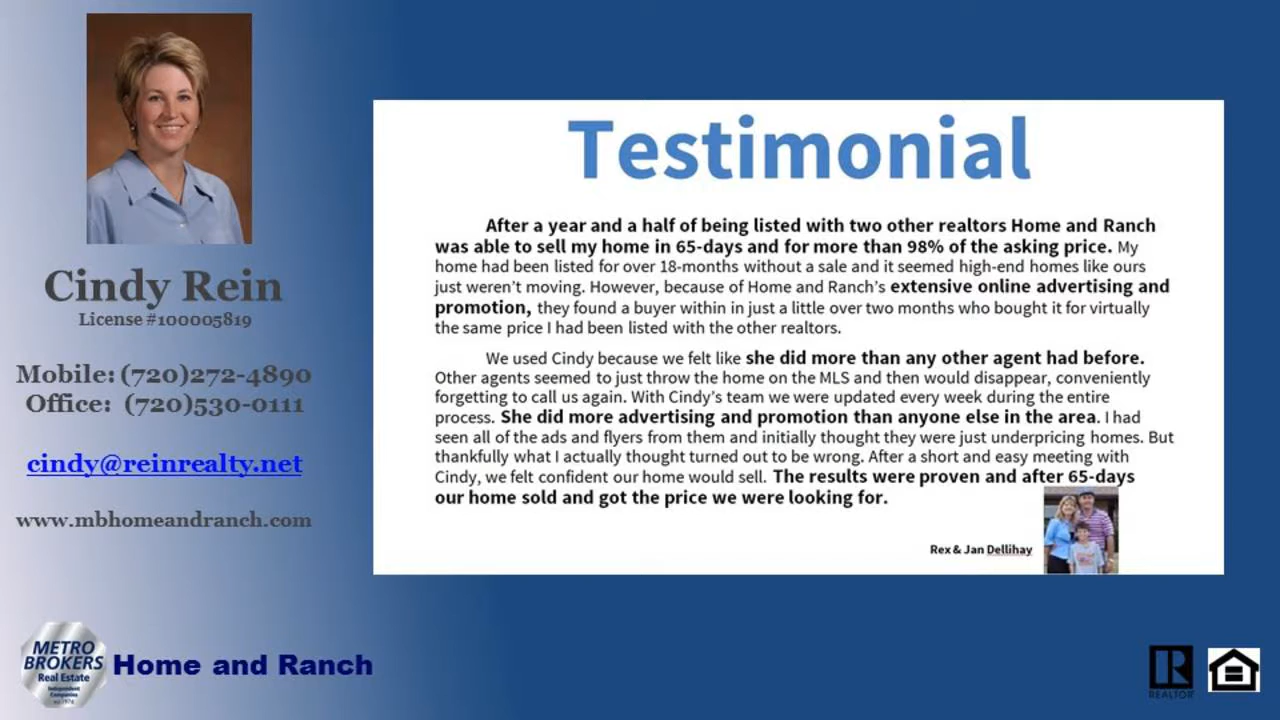 Cindy Rein
License #100005819
Mobile: (720)272-4890
Office: (720)530-0111
cindy@reinrealty.net
www.mbhomeandranch.com
METRO
BROKERS
Real Estate
Independent
Companies
est 1976
Home and Ranch
Testimonial
After a year and a half of being listed with two other realtors Home and Ranch
was able to sell my home in 65-days and for more than 98% of the asking price. My
home had been listed for over 18-months without a sale and it seemed high-end homes like ours
just weren't moving. However, because of Home and Ranch's extensive online advertising and
promotion, they found a buyer within in just a little over two months who bought it for virtually
the same price I had been listed with the other realtors.
We used Cindy because we felt like she did more than any other agent had before.
Other agents seemed to just throw the home on the MLS and then would disappear, conveniently
forgetting to call us again. With Cindy's team we were updated every week during the entire
process. She did more advertising and promotion than anyone else in the area. I had
seen all of the ads and flyers from them and initially thought they were just underpricing homes. But
thankfully what I actually thought turned out to be wrong. After a short and easy meeting with
Cindy, we felt confident our home would sell. The results were proven and after 65-days
our home sold and got the price we were looking for.
Rex & Jan Dellihay
REALTOR